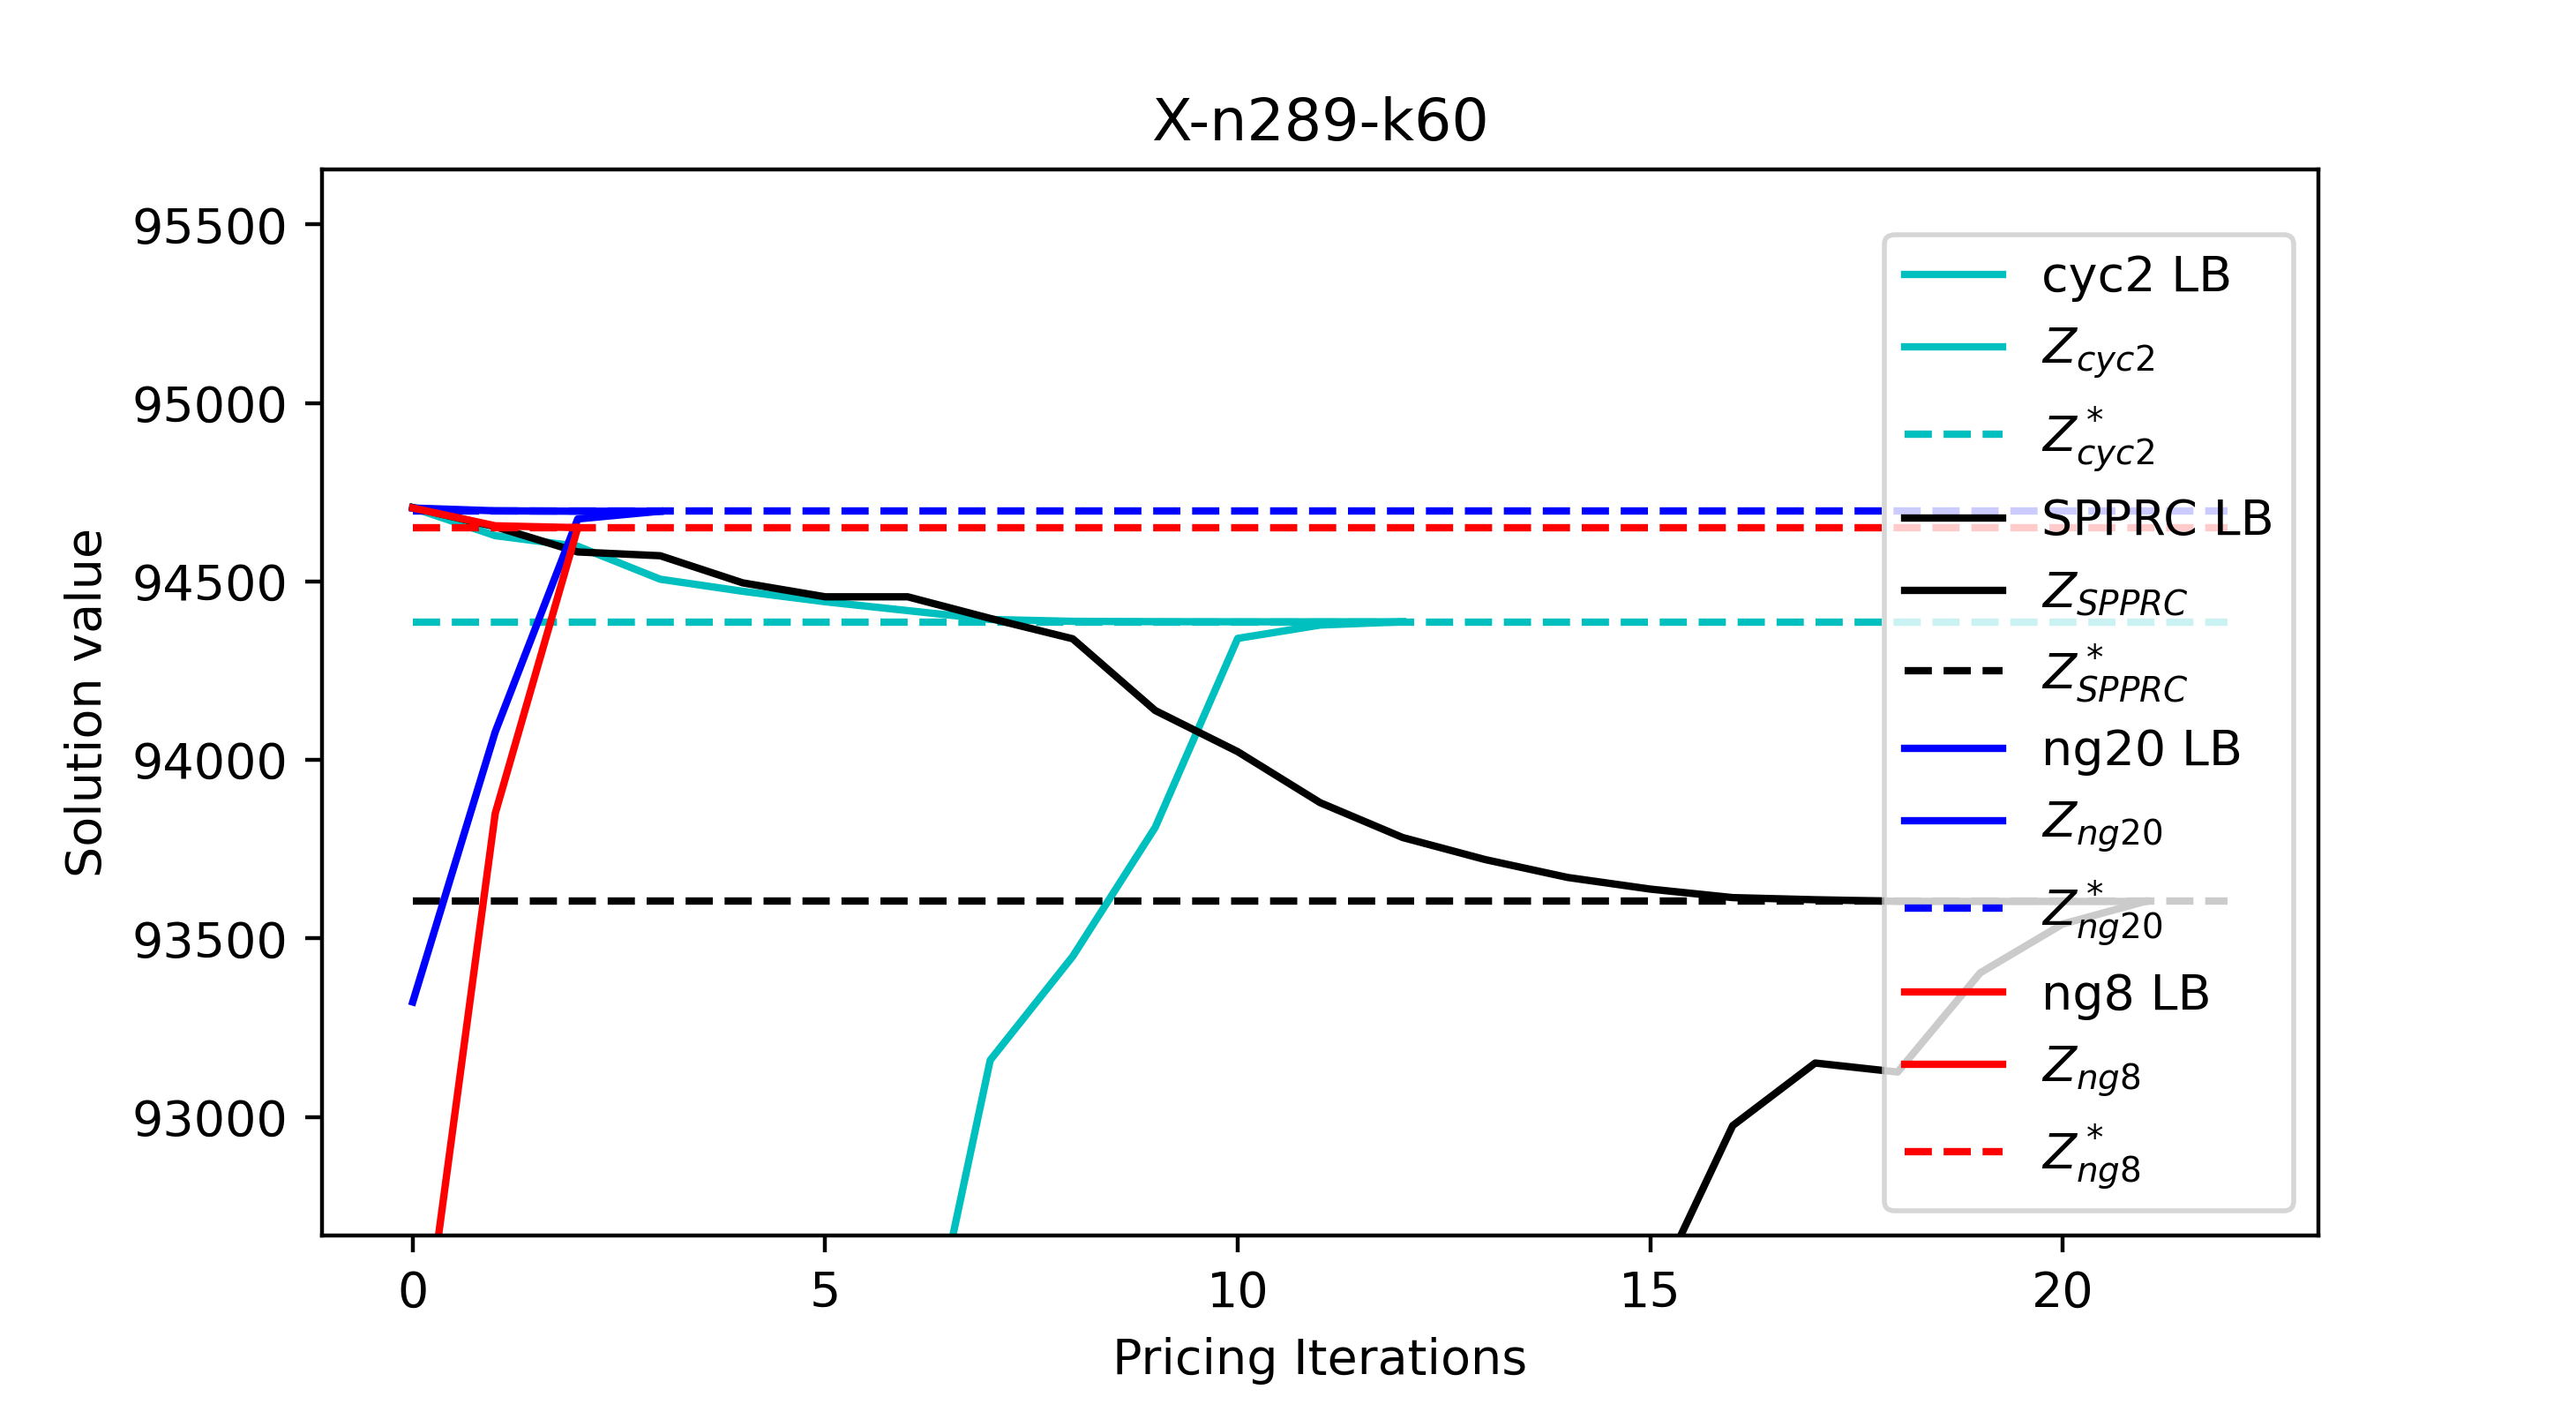 X-n289-k60
95500
95000
94500
94000
93500
93000
Solution value
0 5 10 15 20
Pricing Iterations
cyc2 LB
Z_cyc2
Z*_cyc2
SPPRC LB
Z_SPPRC
Z*_SPPRC
ng20 LB
Z_ng20
Z*_ng20
ng8 LB
Z_ng8
Z*_ng8